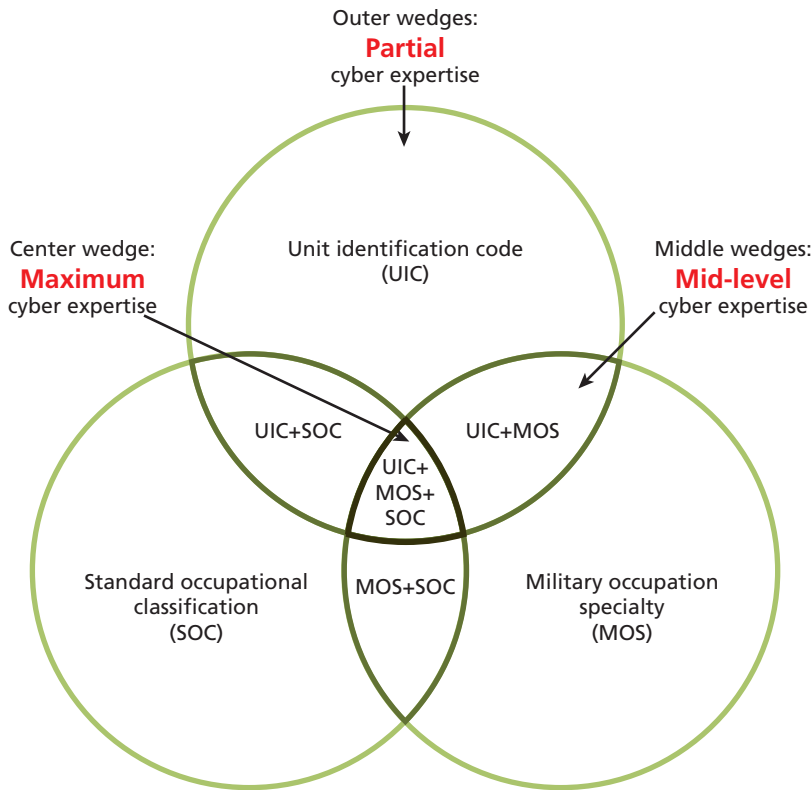 Outer wedges:
Partial
cyber expertise
Center wedge:
Maximum
cyber expertise
Unit identification code
(UIC)
Middle wedges:
Mid-level
cyber expertise
UIC+SOC
UIC+MOS
UIC+
MOS+
SOC
Standard occupational
classification
(SOC)
MOS+SOC
Military occupation
specialty
(MOS)